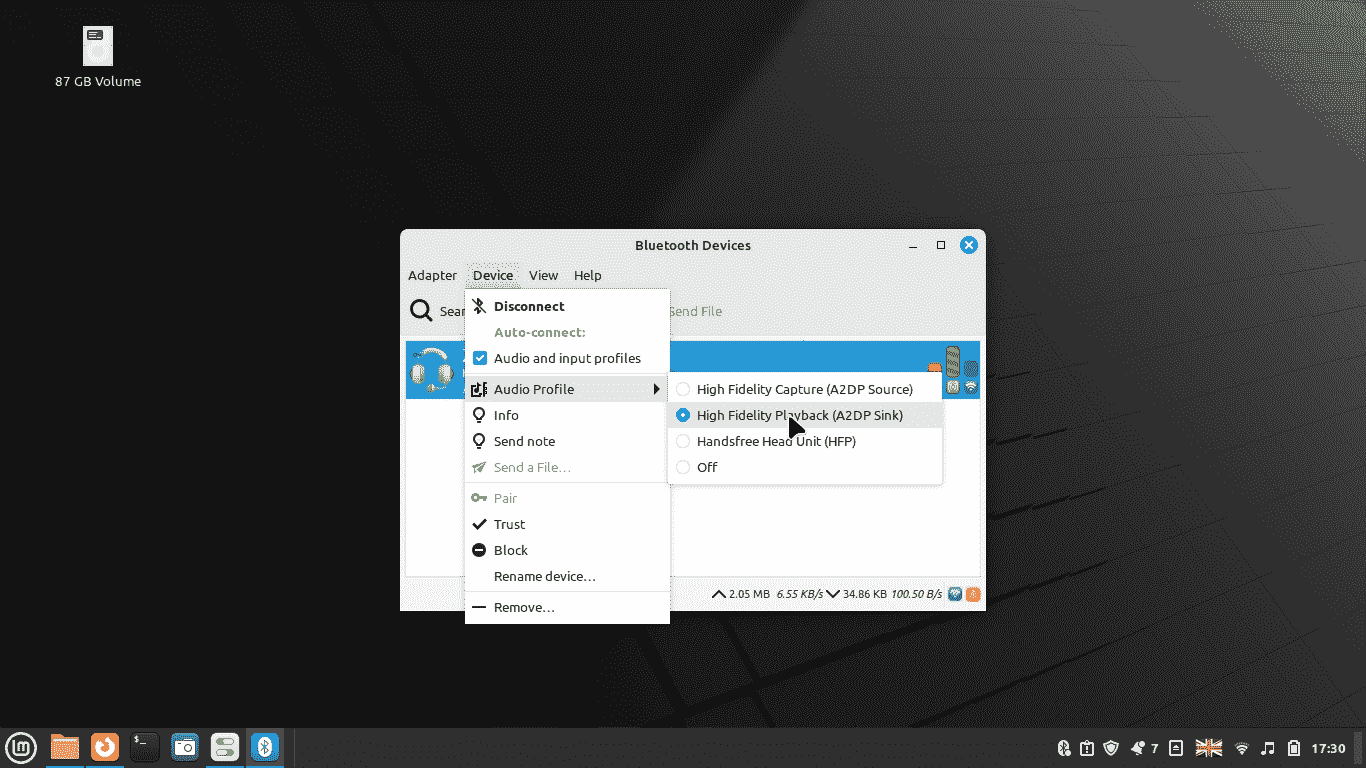 87 GB Volume
Bluetooth Devices
Adapter Device View Help
Sear
Send File
Disconnect
Auto-connect:
Audio and input profiles
Audio Profile
Info
Send note
Send a File…
Pair
Trust
Block
Rename device…
Remove…
High Fidelity Capture (A2DP Source)
High Fidelity Playback (A2DP Sink)
Handsfree Head Unit (HFP)
Off
2.05 MB 6.55 KB/s 34.86 KB 100.50 B/s
lm $_ 7 17:30